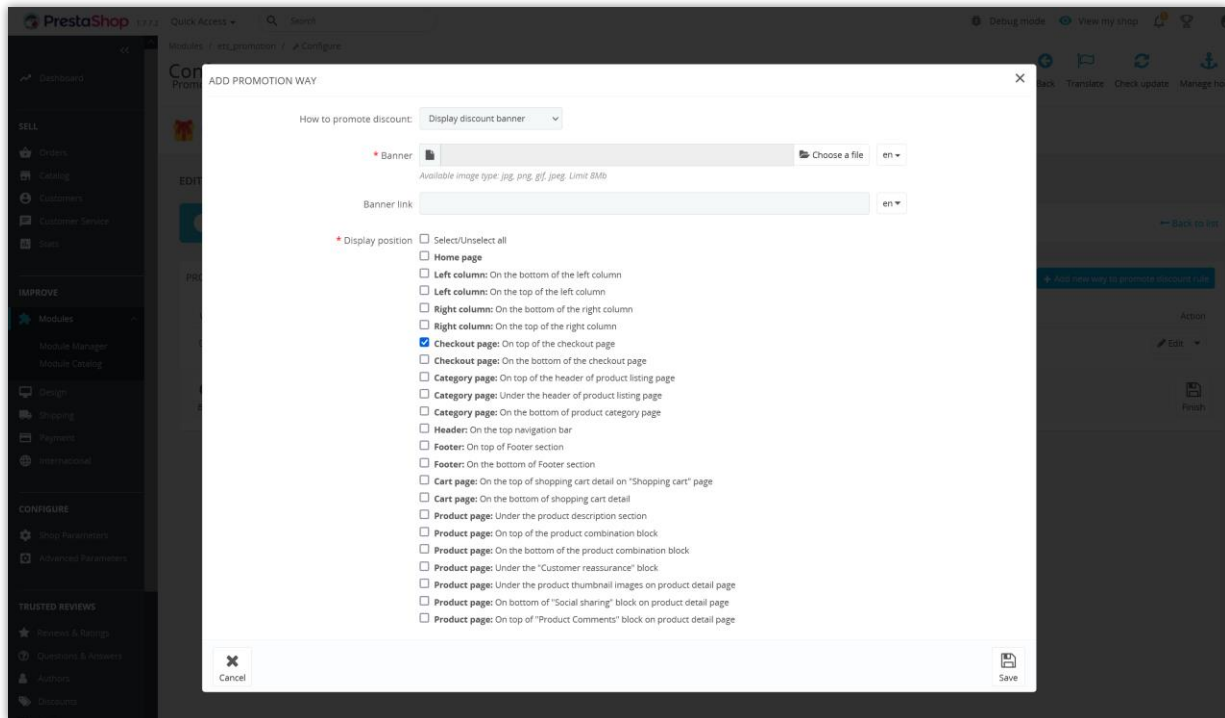 PrestaShop 1.7.7.2 Quick Access Search Debug mode View my shop
Modules / ets_promotion / Configure
Con
Prom
Back Translate Check update Manage ho
Dashboard
SELL
Orders
Catalog
Customers
Customer Service
Stats
IMPROVE
Modules
Module Manager
Module Catalog
Design
Shipping
Payment
International
CONFIGURE
Shop Parameters
Advanced Parameters
TRUSTED REVIEWS
Reviews & Ratings
Questions & Answers
Authors
Discounts
EDIT
Back to list
PRO
Add new way to promote discount rule
Action
Edit
Finish
ADD PROMOTION WAY
How to promote discount: Display discount banner
* Banner Choose a file en
Available image type: jpg, png, gif, jpeg. Limit 8Mb
Banner link en
* Display position Select/Unselect all
Home page
Left column: On the bottom of the left column
Left column: On the top of the left column
Right column: On the bottom of the right column
Right column: On the top of the right column
Checkout page: On top of the checkout page
Checkout page: On the bottom of the checkout page
Category page: On top of the header of product listing page
Category page: Under the header of product listing page
Category page: On the bottom of product category page
Header: On the top navigation bar
Footer: On top of Footer section
Footer: On the bottom of Footer section
Cart page: On the top of shopping cart detail on "Shopping cart" page
Cart page: On the bottom of shopping cart detail
Product page: Under the product description section
Product page: On top of the product combination block
Product page: On the bottom of the product combination block
Product page: Under the "Customer reassurance" block
Product page: Under the product thumbnail images on product detail page
Product page: On bottom of "Social sharing" block on product detail page
Product page: On top of "Product Comments" block on product detail page
Cancel
Save